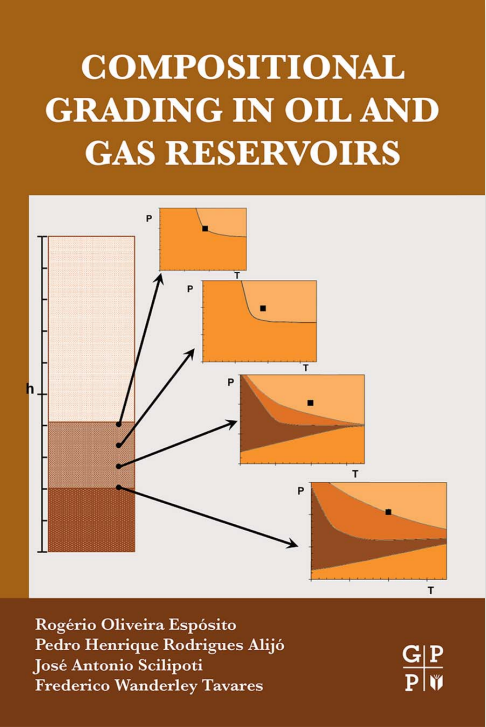 COMPOSITIONAL
GRADING IN OIL AND
GAS RESERVOIRS
P
T
P
T
h
P
T
P
T
Rogério Oliveira Espósito
Pedro Henrique Rodrigues Alijó
José Antonio Scilipoti
Frederico Wanderley Tavares
G P
P